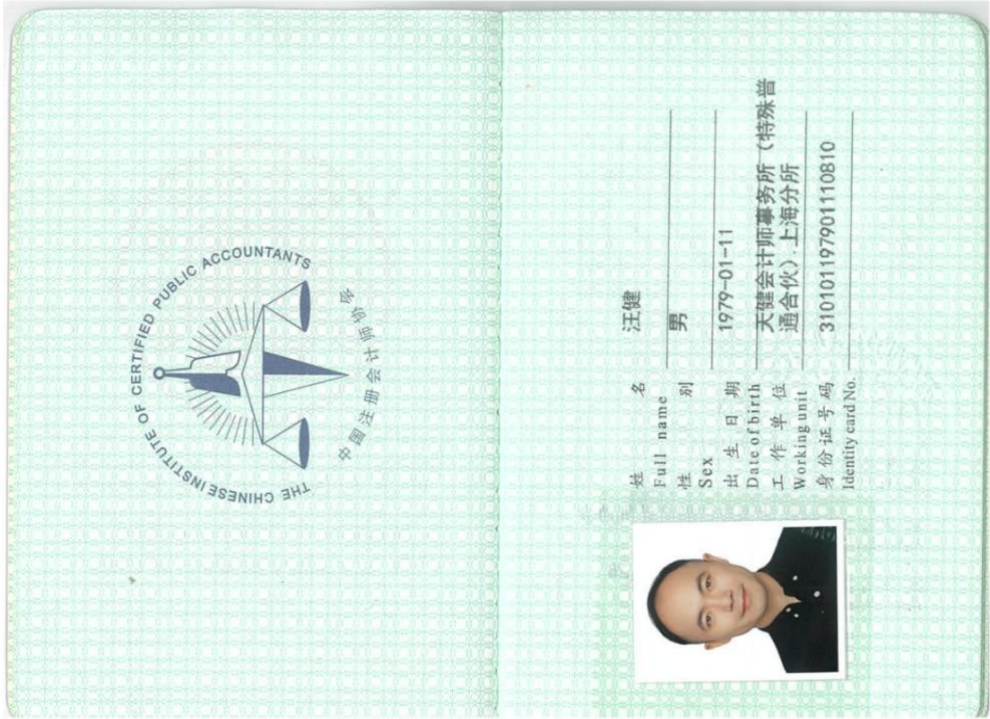 THE CHINESE INSTITUTE OF CERTIFIED PUBLIC ACCOUNTANTS
中国注册会计师协会
姓 名 汪健
Full name
性 别 男
Sex
出 生 日 期 1979-01-11
Date of birth
工 作 单 位 天健会计师事务所（特殊普
Working unit 通合伙）上海分所
身份证号码 310101197901110810
Identity card No.